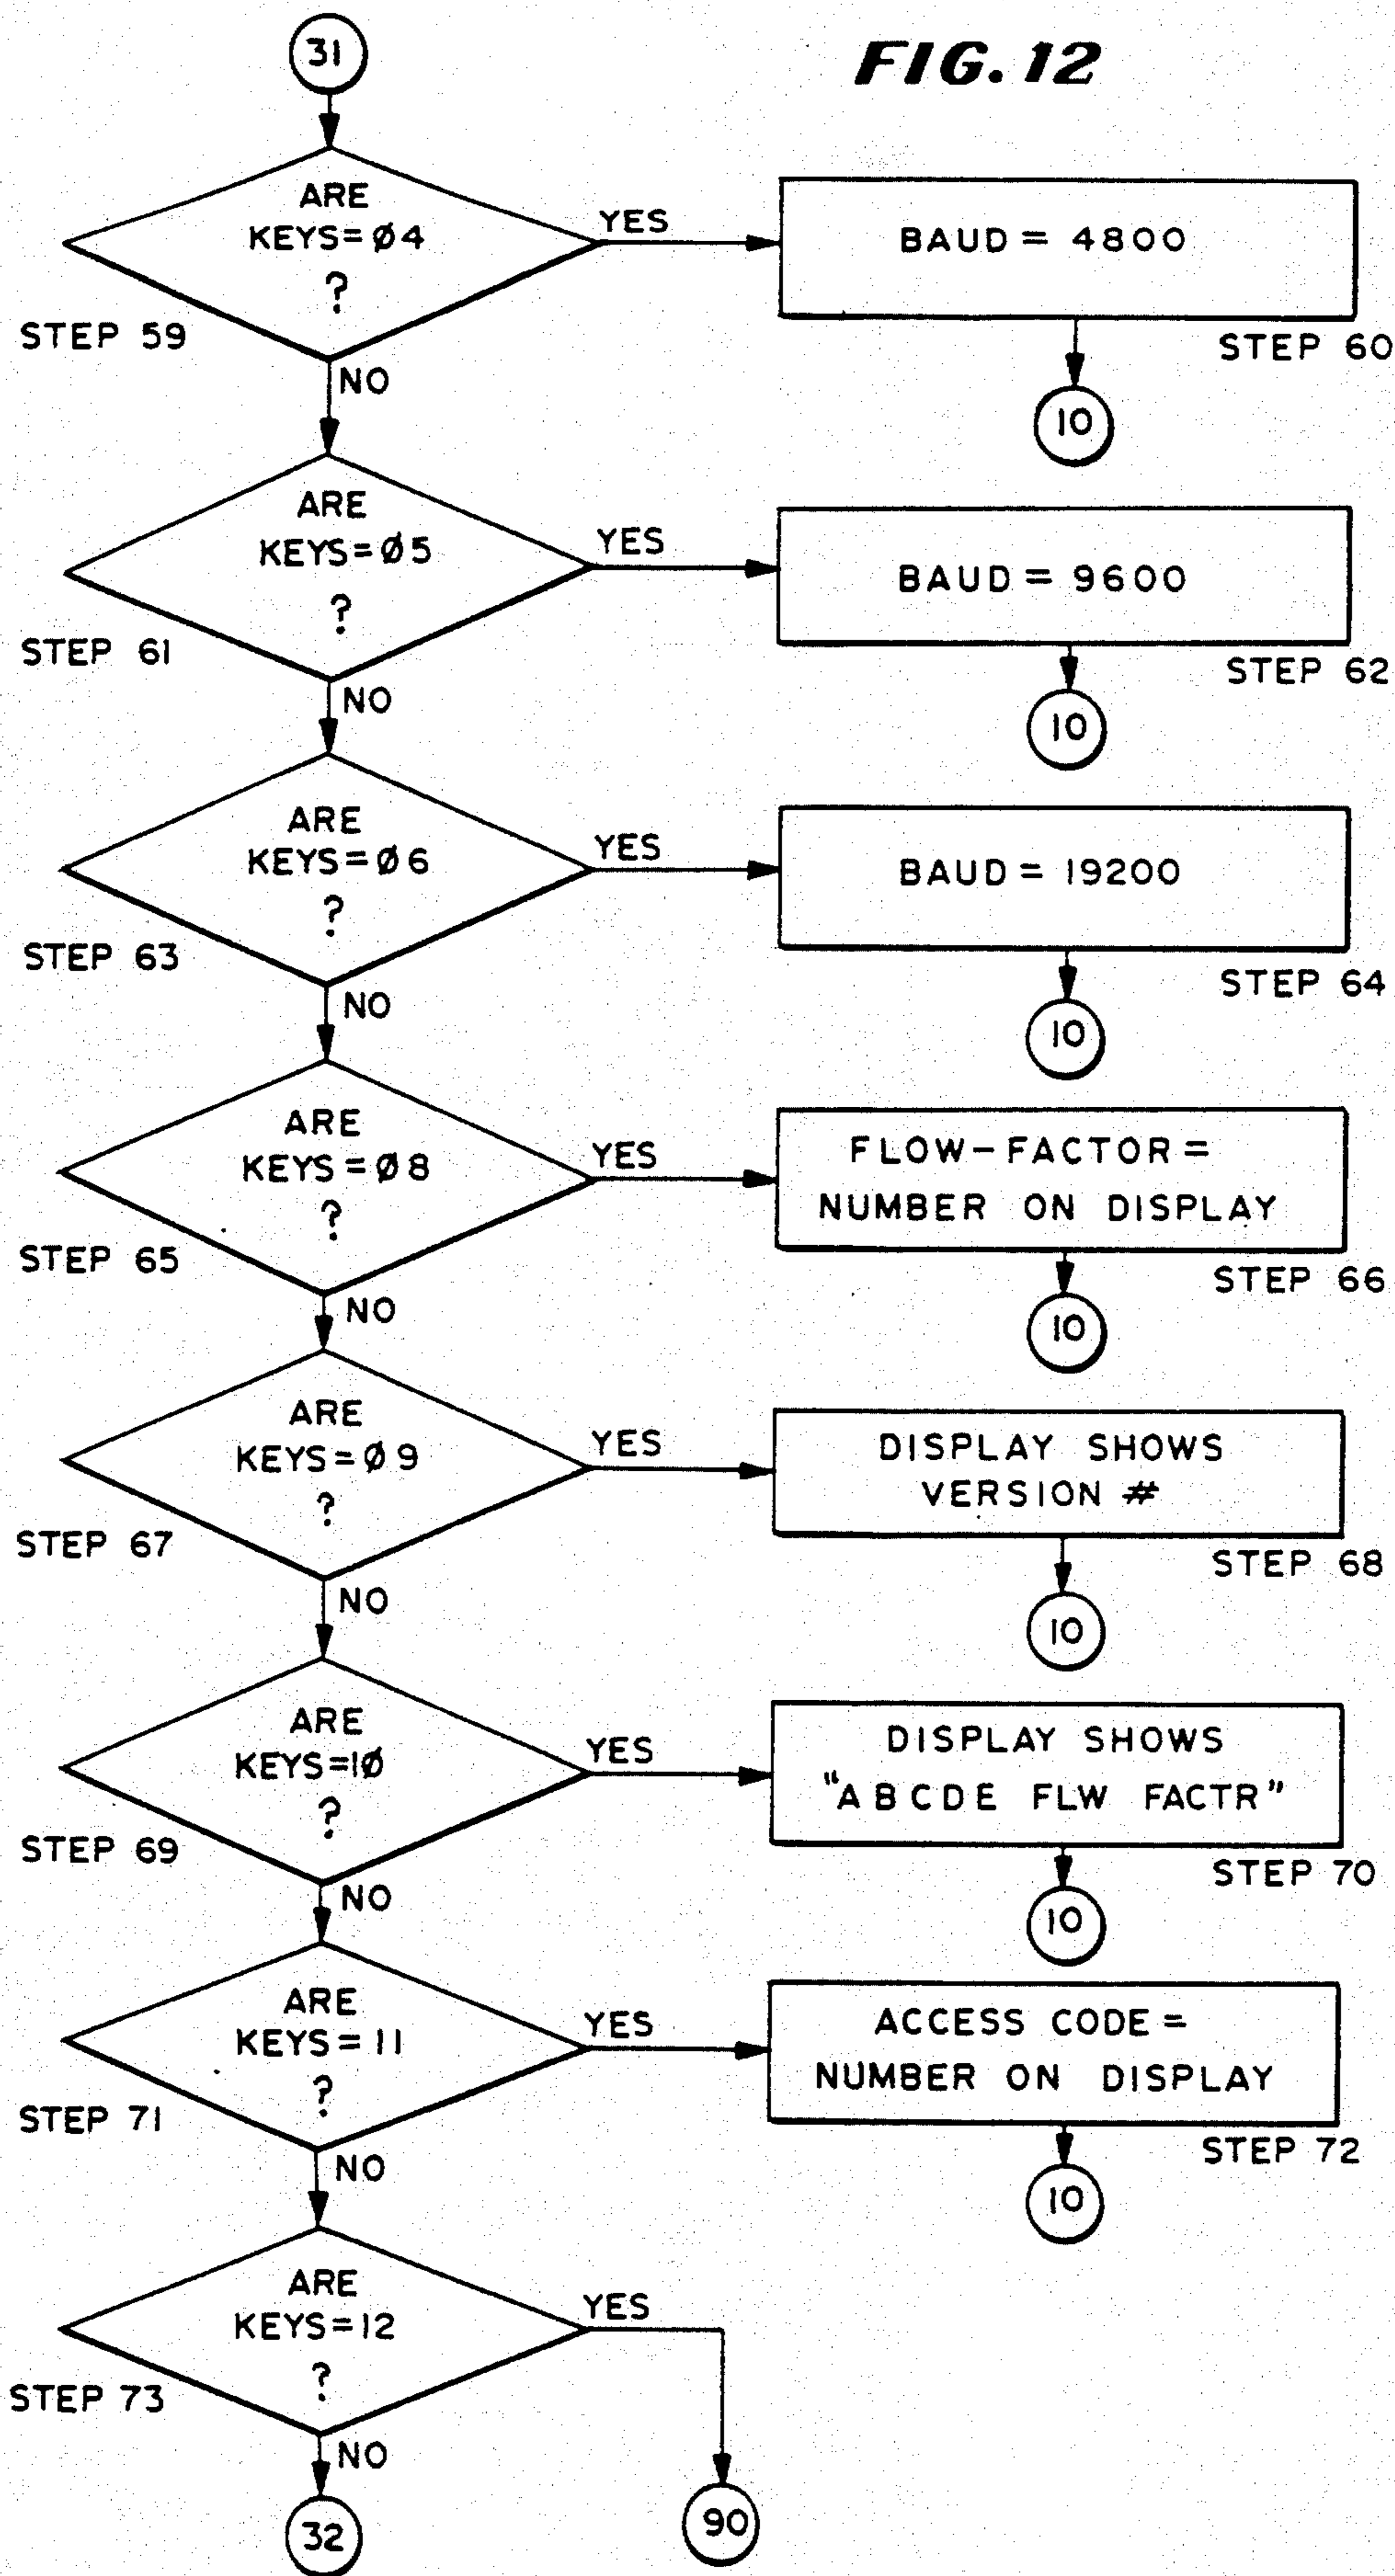 FIG. 12
31
ARE
KEYS=Ø4
?
YES
BAUD = 4800
STEP 59
STEP 60
NO
10
ARE
KEYS=Ø5
?
YES
BAUD = 9600
STEP 61
STEP 62
NO
10
ARE
KEYS=Ø6
?
YES
BAUD = 19200
STEP 63
STEP 64
NO
10
ARE
KEYS=Ø8
?
YES
FLOW-FACTOR =
NUMBER ON DISPLAY
STEP 65
STEP 66
NO
10
ARE
KEYS=Ø9
?
YES
DISPLAY SHOWS
VERSION #
STEP 67
STEP 68
NO
10
ARE
KEYS=1Ø
?
YES
DISPLAY SHOWS
"ABCDE FLW FACTR"
STEP 69
STEP 70
NO
10
ARE
KEYS=11
?
YES
ACCESS CODE =
NUMBER ON DISPLAY
STEP 71
STEP 72
NO
10
ARE
KEYS=12
?
YES
STEP 73
NO
32
90